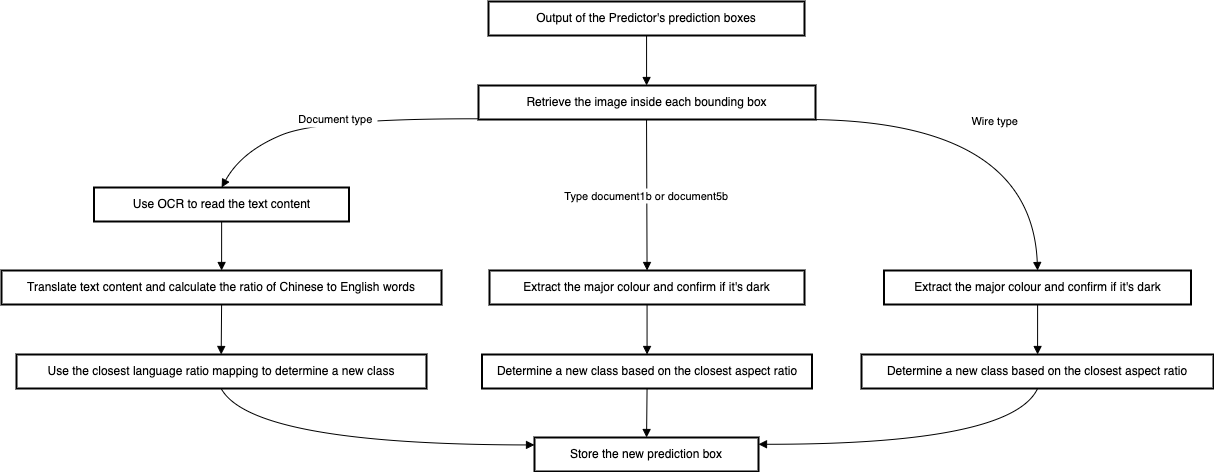 Output of the Predictor's prediction boxes
Retrieve the image inside each bounding box
Document type
Wire type
Type document1b or document5b
Use OCR to read the text content
Translate text content and calculate the ratio of Chinese to English words
Extract the major colour and confirm if it's dark
Extract the major colour and confirm if it's dark
Use the closest language ratio mapping to determine a new class
Determine a new class based on the closest aspect ratio
Determine a new class based on the closest aspect ratio
Store the new prediction box